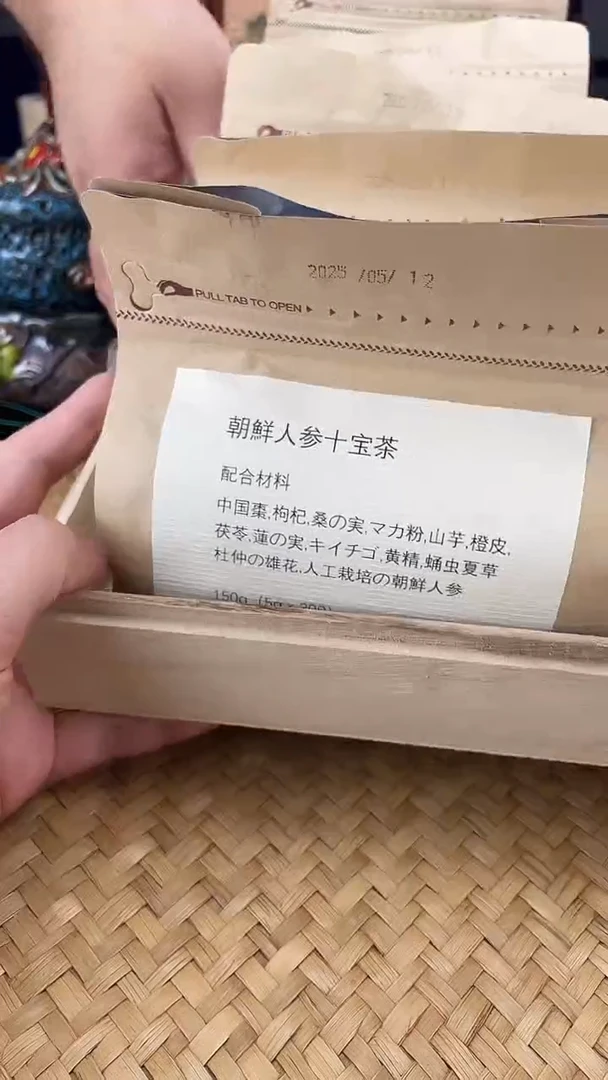 2025 /05/ 12
PULL TAB TO OPEN
朝鮮人参十宝茶
配合材料
中国棗,枸杞,桑の実,マカ粉,山芋,橙皮,
茯苓,蓮の実,キイチゴ,黄精,蛹虫夏草
杜仲の雄花,人工栽培の朝鮮人参
150g (5g×30p)